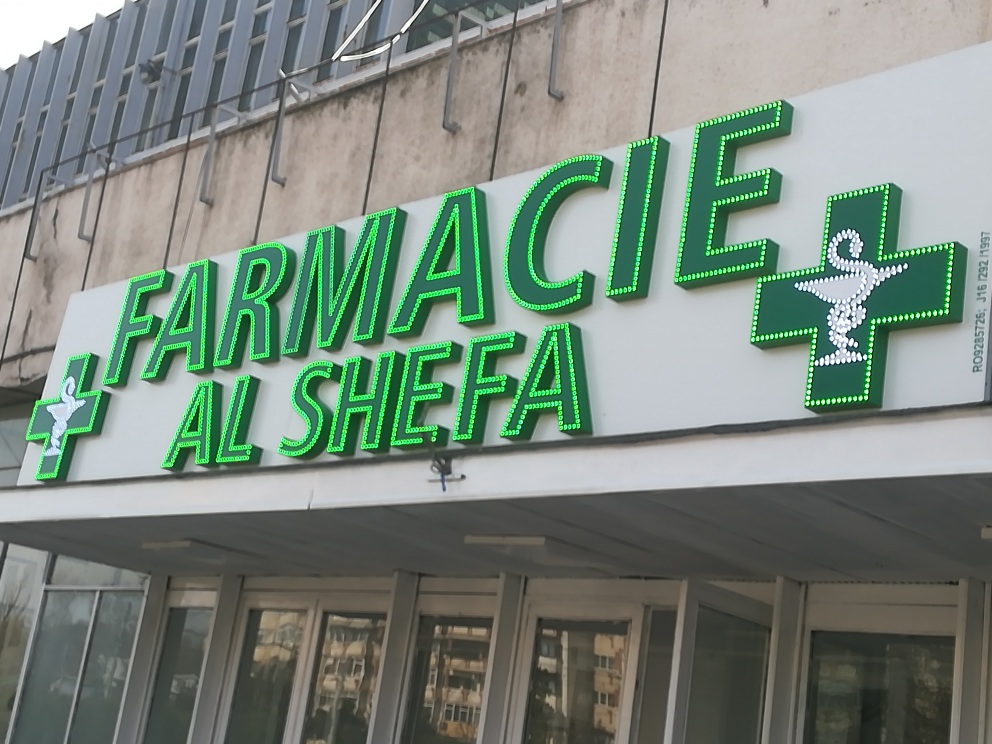 FARMACIE
AL SHEFA
RO9285726; J16 /292 /1997